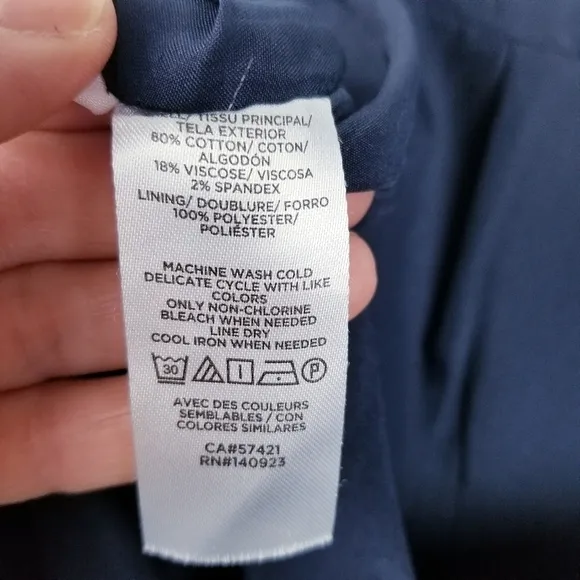 TISSU PRINCIPAL/
TELA EXTERIOR
80% COTTON/ COTON/
ALGODÓN
18% VISCOSE/ VISCOSA
2% SPANDEX
LINING/ DOUBLURE/ FORRO
100% POLYESTER/
POLIÉSTER
MACHINE WASH COLD
DELICATE CYCLE WITH LIKE
COLORS
ONLY NON-CHLORINE
BLEACH WHEN NEEDED
LINE DRY
COOL IRON WHEN NEEDED
30 P
AVEC DES COULEURS
SEMBLABLES / CON
COLORES SIMILARES
CA#57421
RN#140923